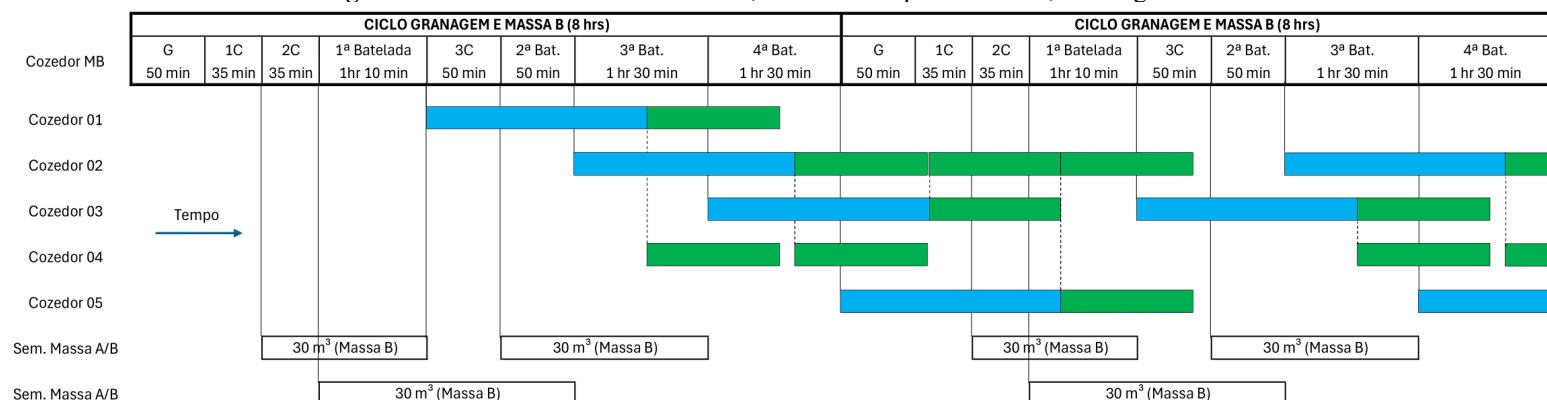 CICLO GRANAGEM E MASSA B (8 hrs) CICLO GRANAGEM E MASSA B (8 hrs)
Cozedor MB
G 1C 2C 1ª Batelada 3C 2ª Bat. 3ª Bat. 4ª Bat. G 1C 2C 1ª Batelada 3C 2ª Bat. 3ª Bat. 4ª Bat.
50 min 35 min 35 min 1hr 10 min 50 min 50 min 1 hr 30 min 1 hr 30 min 50 min 35 min 35 min 1hr 10 min 50 min 50 min 1 hr 30 min 1 hr 30 min
Cozedor 01
Cozedor 02
Cozedor 03
Tempo
Cozedor 04
Cozedor 05
Sem. Massa A/B 30 m³ (Massa B) 30 m³ (Massa B) 30 m³ (Massa B) 30 m³ (Massa B)
Sem. Massa A/B 30 m³ (Massa B) 30 m³ (Massa B)